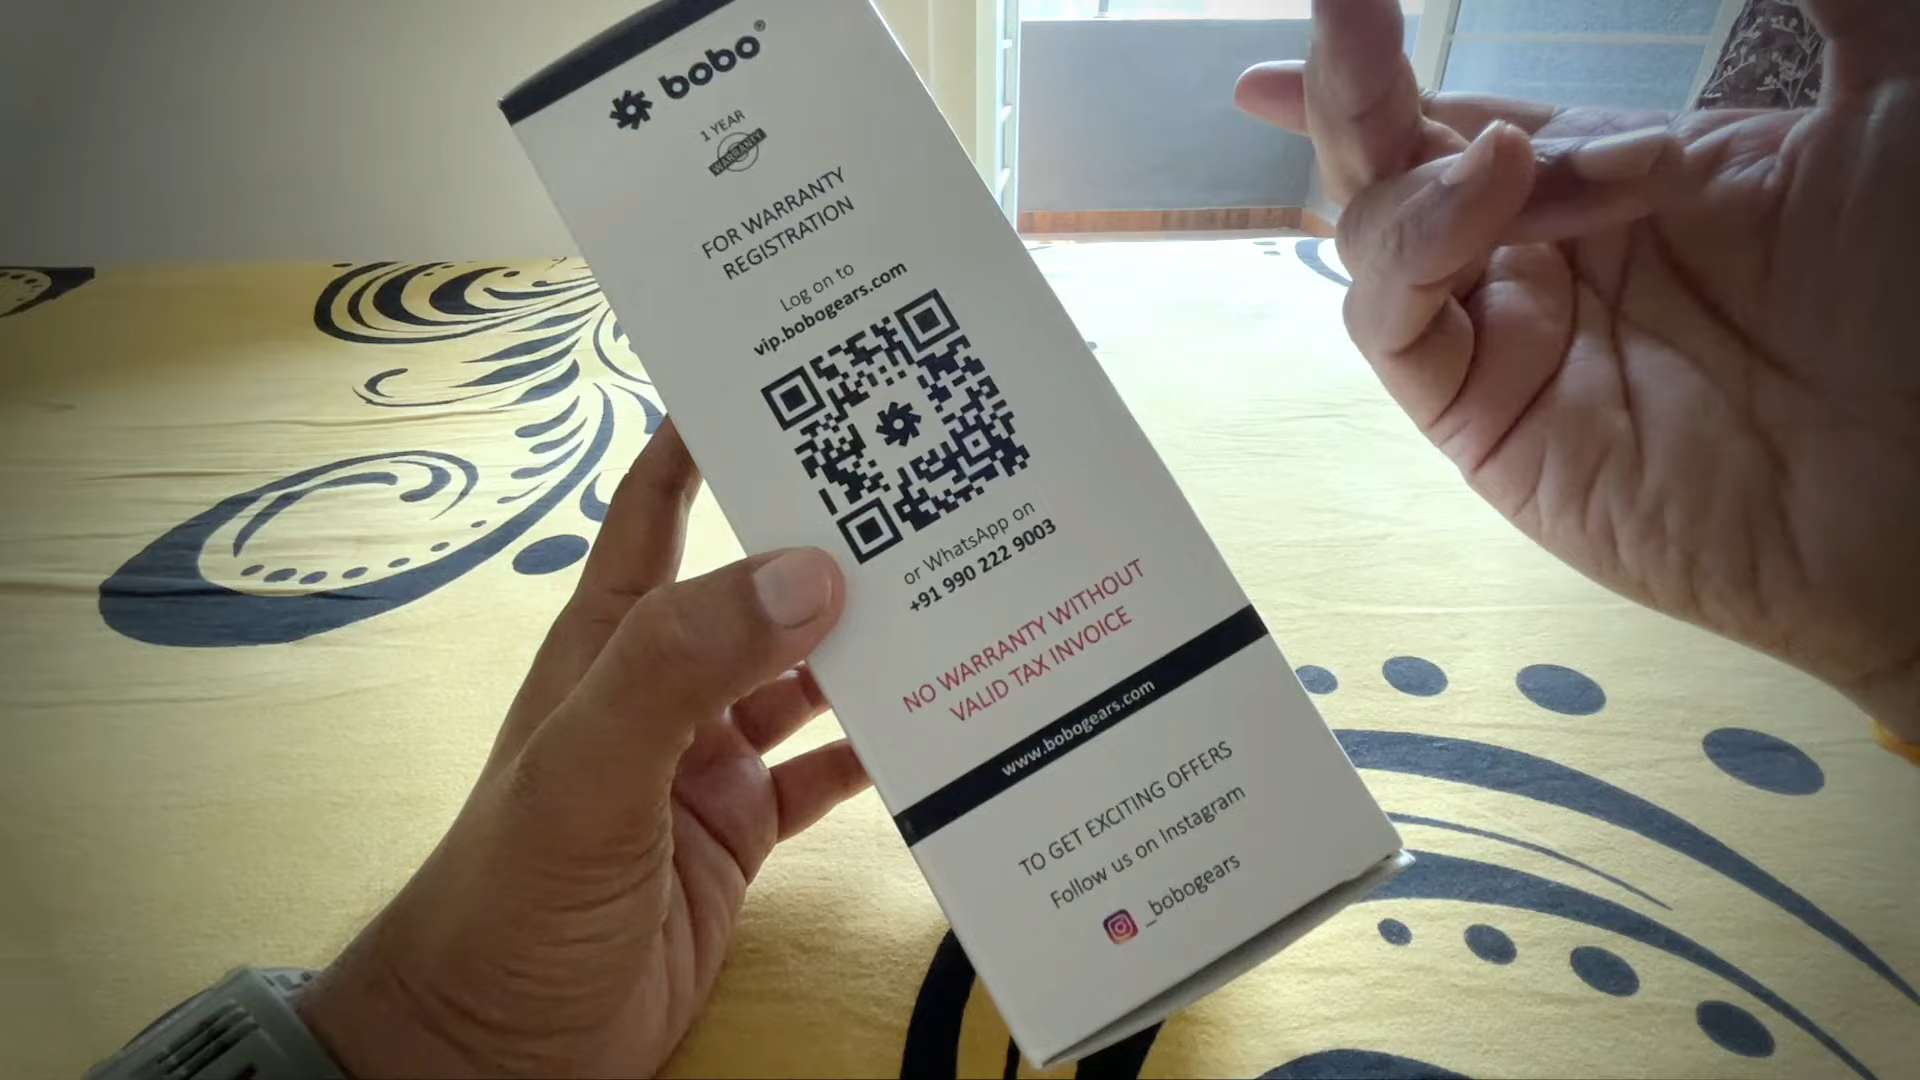 bobo®
1 YEAR
WARRANTY
FOR WARRANTY
REGISTRATION
Log on to
vip.bobogears.com
or WhatsApp on
+91 990 222 9003
NO WARRANTY WITHOUT
VALID TAX INVOICE
www.bobogears.com
TO GET EXCITING OFFERS
Follow us on Instagram
_bobogears